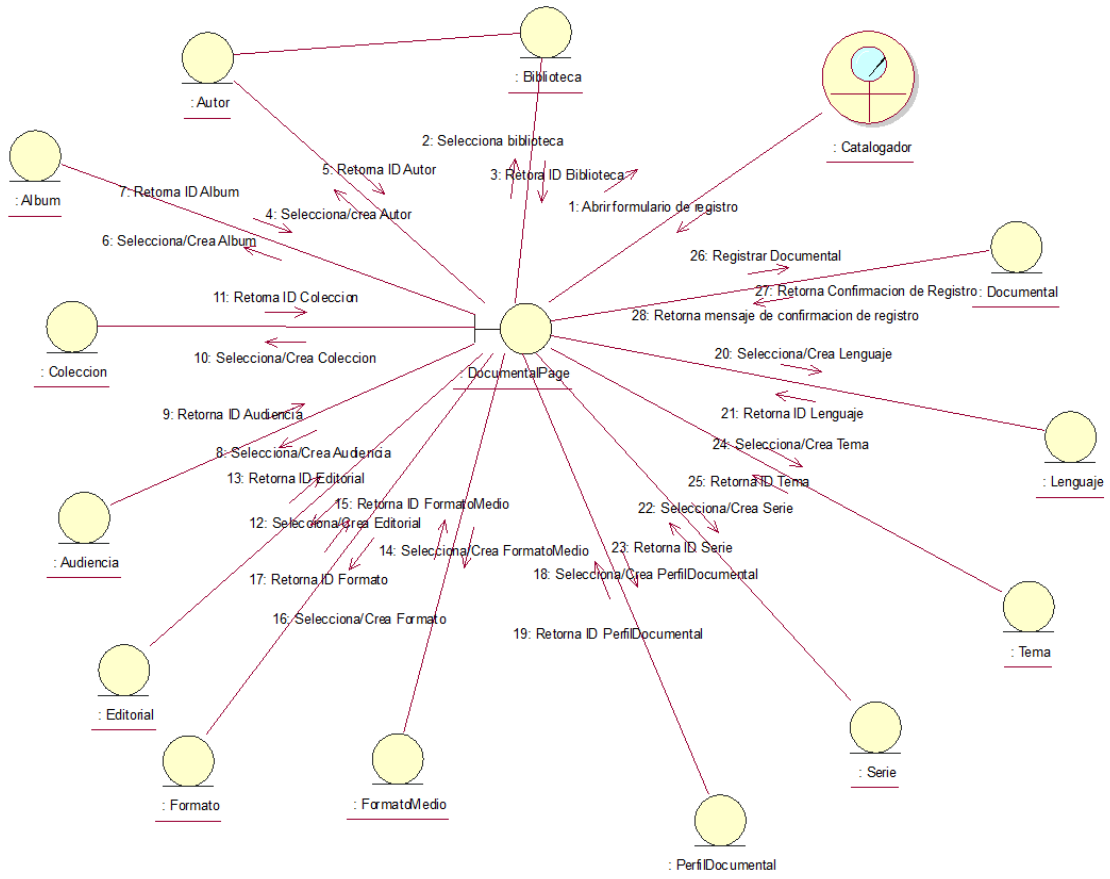 : Autor
: Biblioteca
: Catalogador
2: Selecciona biblioteca
5: Retorna ID Autor
3: Retora ID Biblioteca
7: Retorna ID Album
: Album
4: Selecciona/crea Autor
1: Abrir formulario de registro
6: Selecciona/Crea Album
26: Registrar Documental
11: Retorna ID Coleccion
27: Retorna Confirmacion de Registro
: Documental
28: Retorna mensaje de confirmacion de registro
10: Selecciona/Crea Coleccion
20: Selecciona/Crea Lenguaje
: Coleccion
: DocumentalPage
9: Retorna ID Audiencia
21: Retorna ID Lenguaje
24: Selecciona/Crea Tema
8: Selecciona/Crea Audiencia
13: Retorna ID Editorial
25: Retorna ID Tema
: Lenguaje
15: Retorna ID FormatoMedio
22: Selecciona/Crea Serie
12: Selecciona/Crea Editorial
14: Selecciona/Crea FormatoMedio
23: Retorna ID Serie
: Audiencia
17: Retorna ID Formato
18: Selecciona/Crea PerfilDocumental
16: Selecciona/Crea Formato
19: Retorna ID PerfilDocumental
: Tema
: Editorial
: Serie
: Formato
: FormatoMedio
: PerfilDocumental